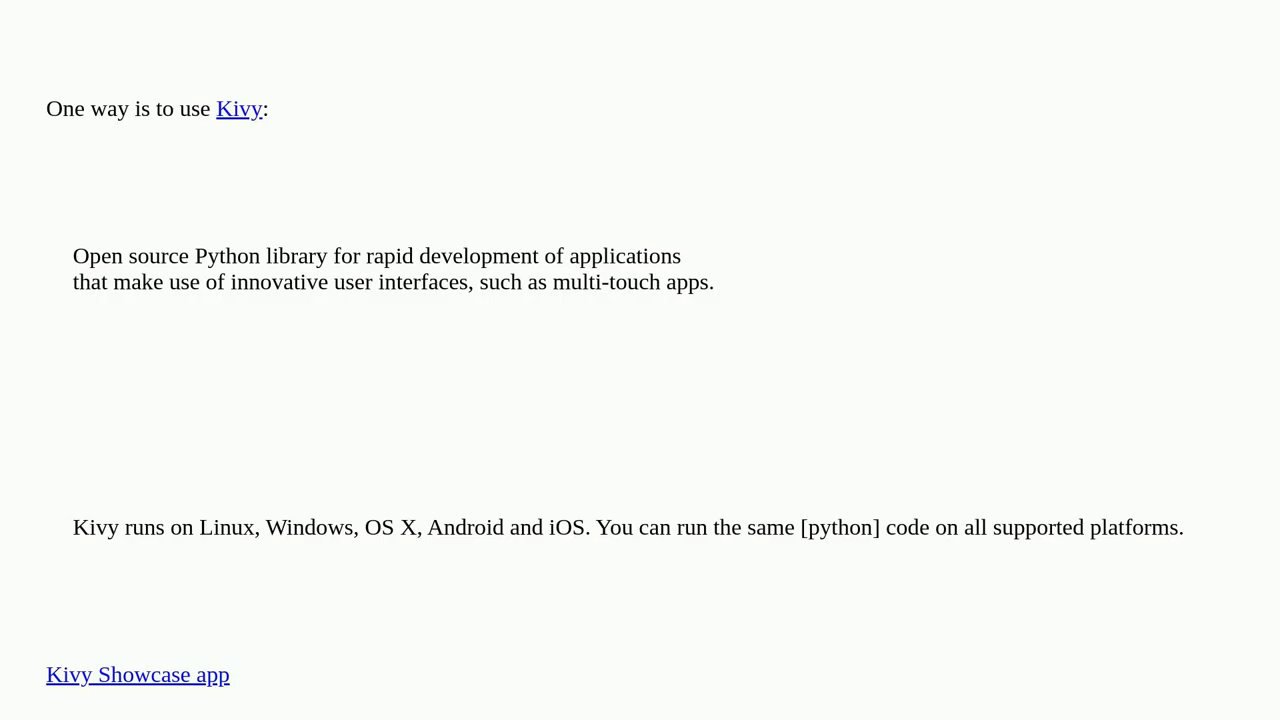 One way is to use Kivy:
Open source Python library for rapid development of applications
that make use of innovative user interfaces, such as multi-touch apps.
Kivy runs on Linux, Windows, OS X, Android and iOS. You can run the same [python] code on all supported platforms.
Kivy Showcase app